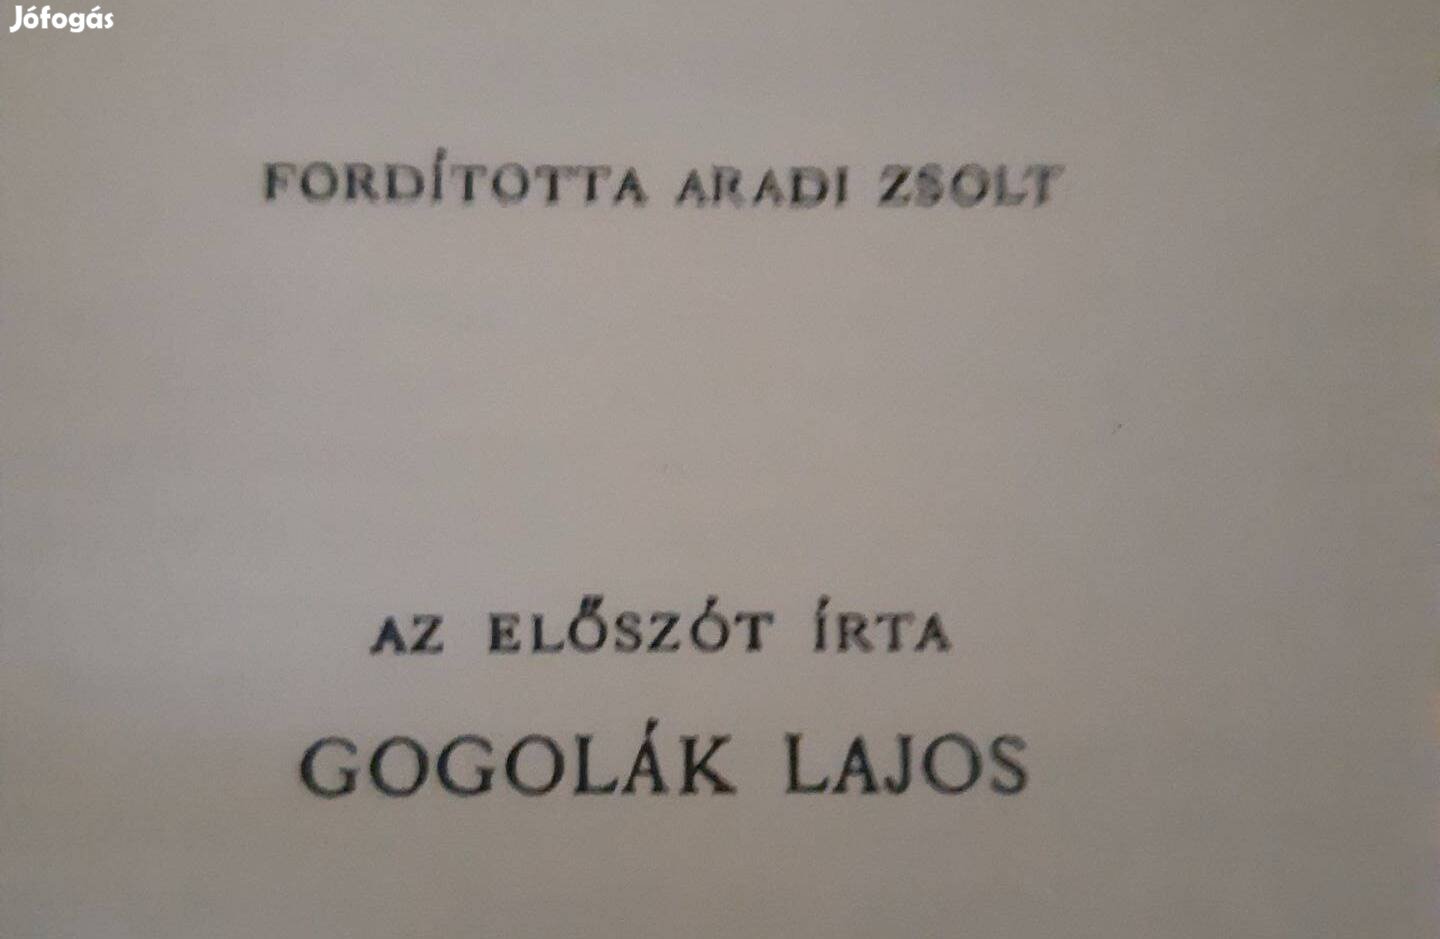 Jófogás
FORDÍTOTTA ARADI ZSOLT
AZ ELŐSZÓT ÍRTA
GOGOLÁK LAJOS